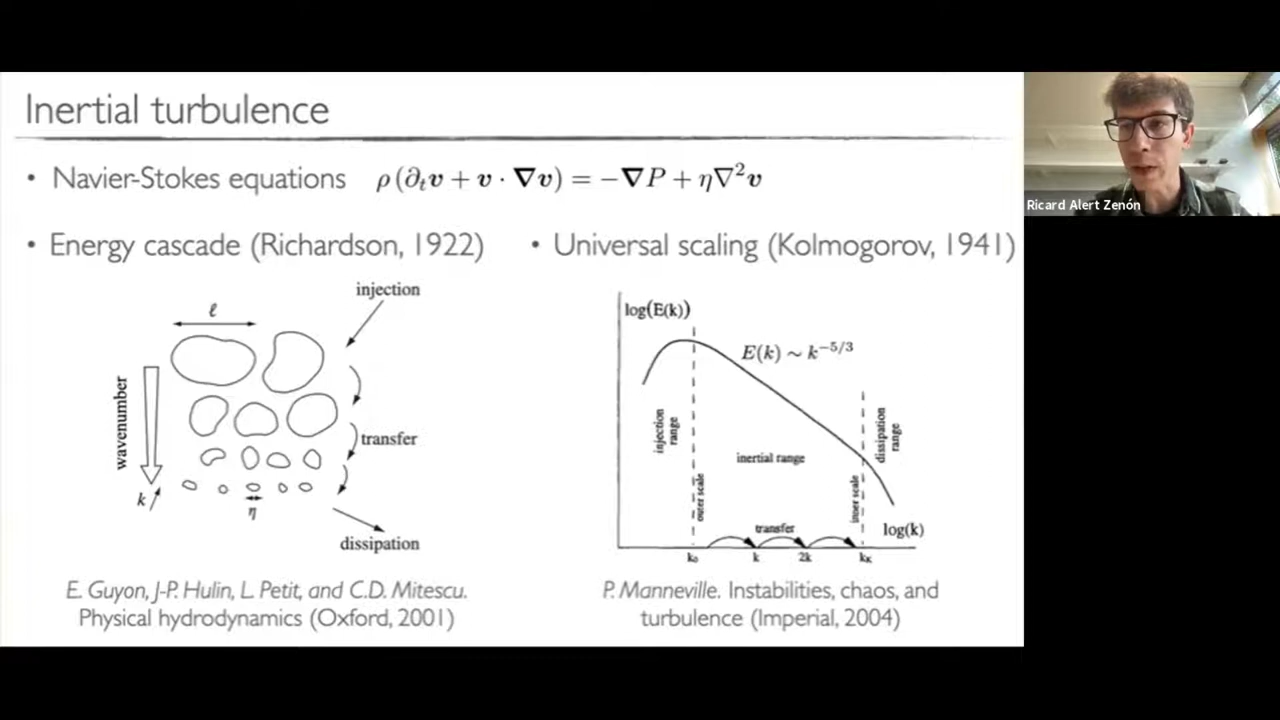 Inertial turbulence
• Navier-Stokes equations ρ(∂ₜv + v · ∇v) = −∇P + η∇²v
• Energy cascade (Richardson, 1922)
• Universal scaling (Kolmogorov, 1941)
injection
ℓ
wavenumber
transfer
k
η
dissipation
log(E(k))
E(k) ~ k^{-5/3}
injection range
dissipation range
inertial range
outer scale
inner scale
transfer
log(k)
k₀ k 2k k_K
E. Guyon, J-P. Hulin, L. Petit, and C.D. Mitescu.
Physical hydrodynamics (Oxford, 2001)
P. Manneville. Instabilities, chaos, and
turbulence (Imperial, 2004)
Ricard Alert Zenón